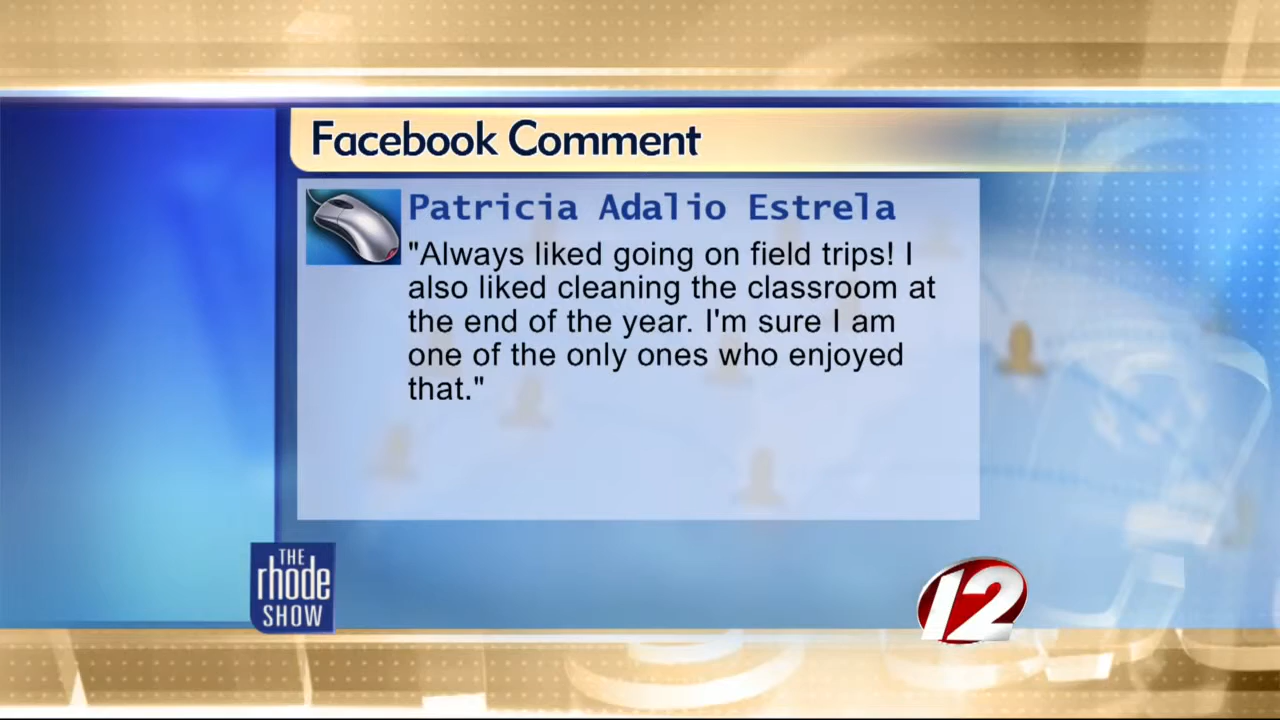 Facebook Comment
Patricia Adalio Estrela
"Always liked going on field trips! I
also liked cleaning the classroom at
the end of the year. I'm sure I am
one of the only ones who enjoyed
that."
THE
rhode
SHOW
12